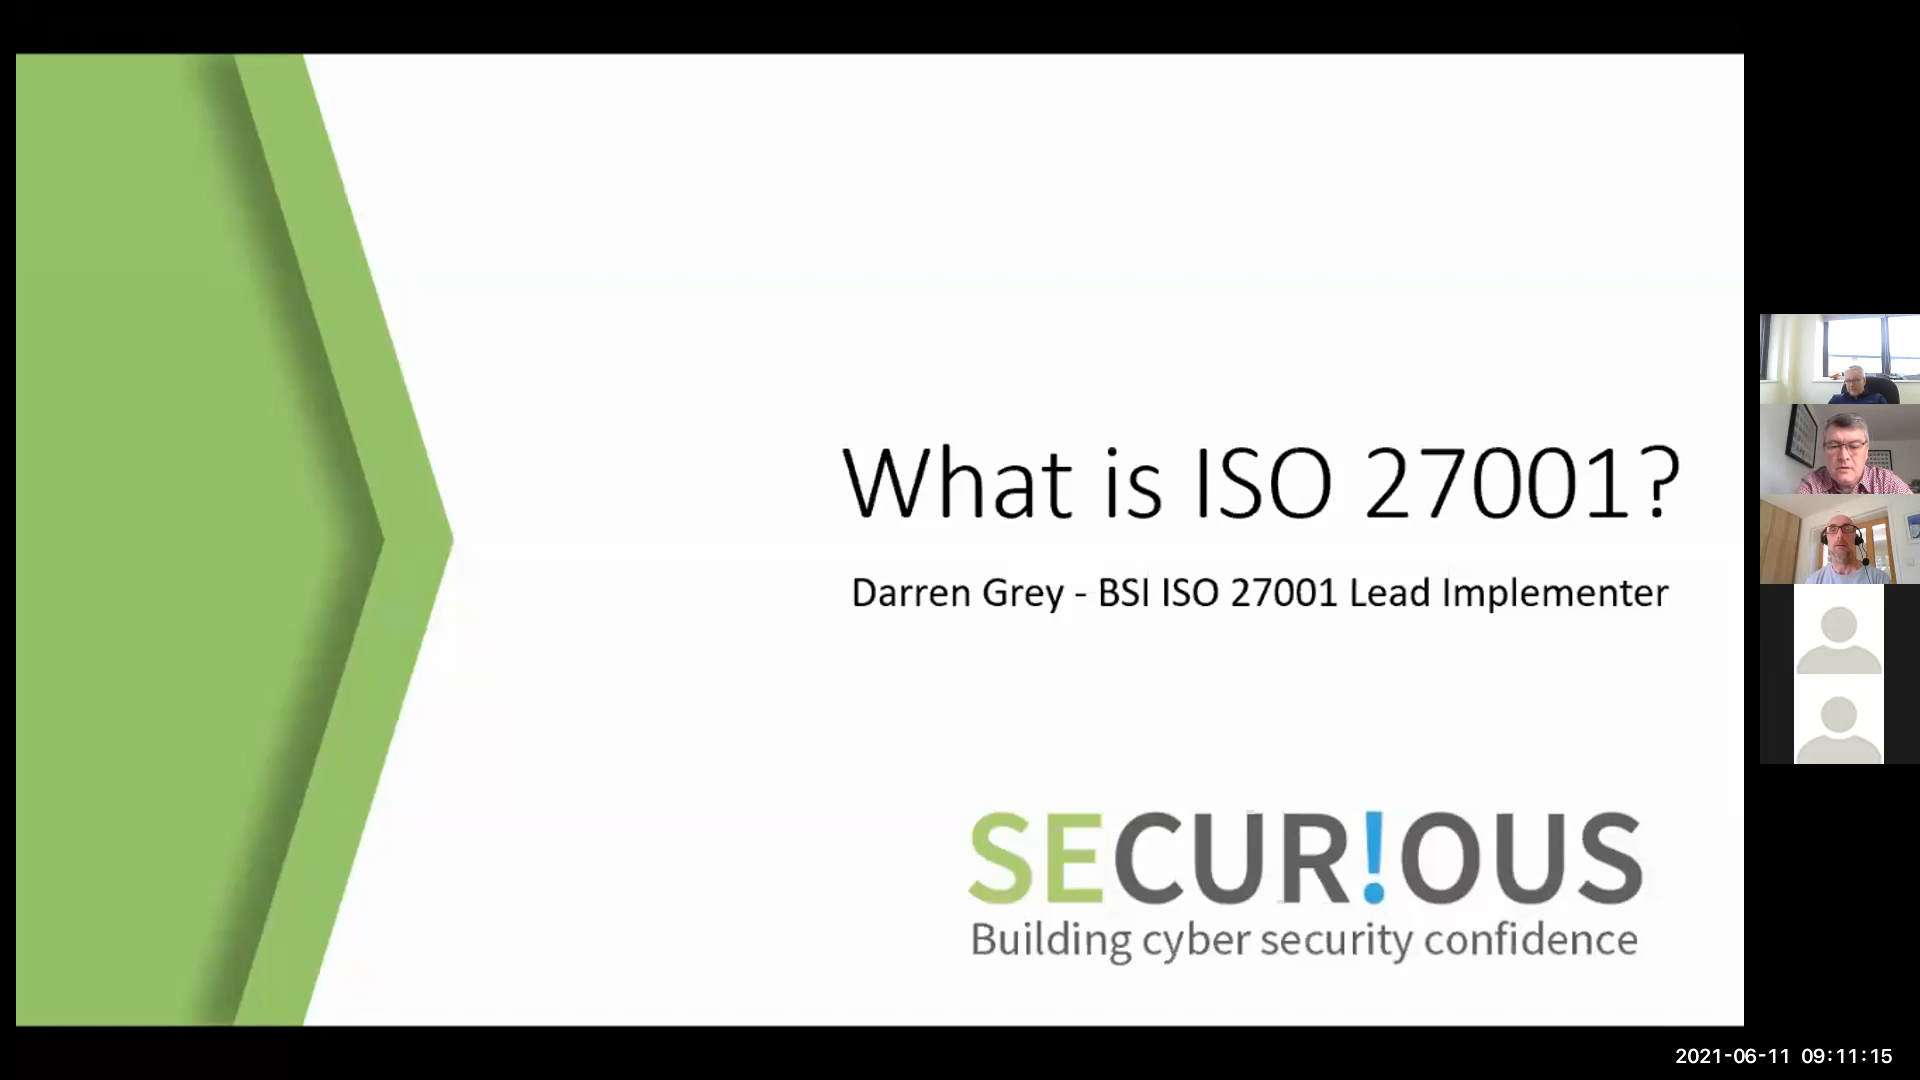 What is ISO 27001?
Darren Grey - BSI ISO 27001 Lead Implementer
SECUR!OUS
Building cyber security confidence
2021-06-11 09:11:15